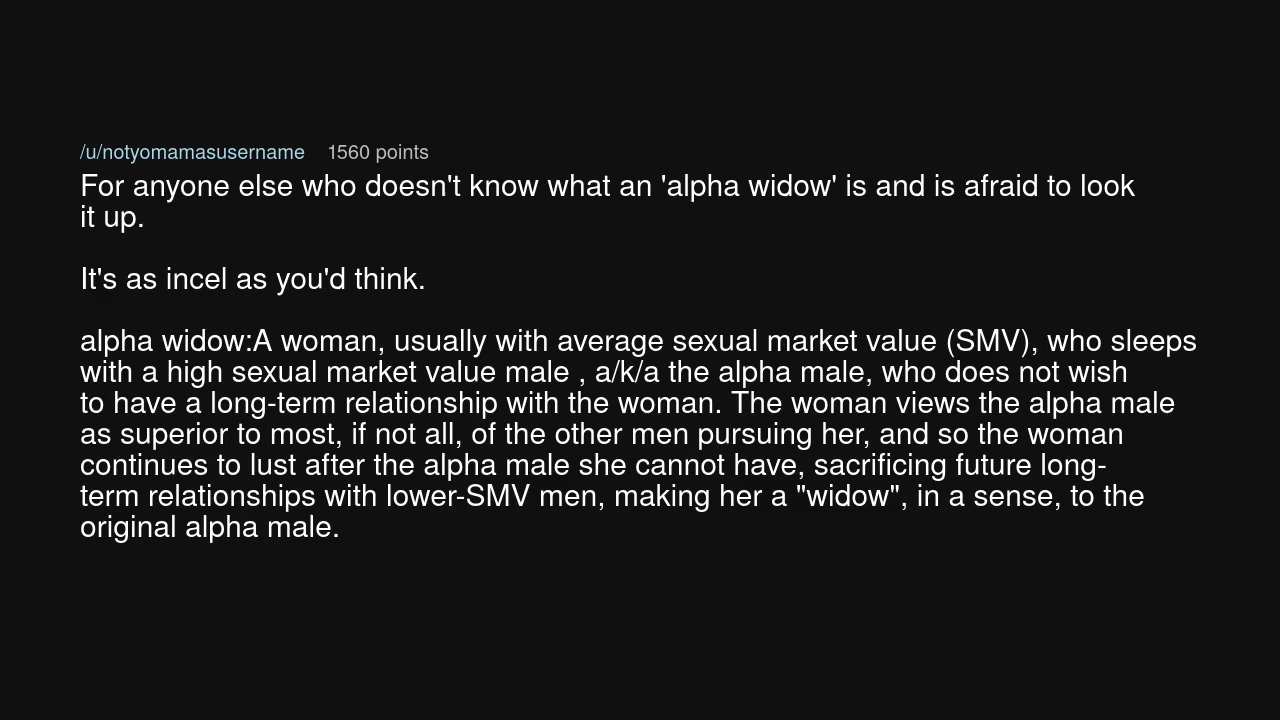 /u/notyomamasusername 1560 points
For anyone else who doesn't know what an 'alpha widow' is and is afraid to look
it up.
It's as incel as you'd think.
alpha widow:A woman, usually with average sexual market value (SMV), who sleeps
with a high sexual market value male , a/k/a the alpha male, who does not wish
to have a long-term relationship with the woman. The woman views the alpha male
as superior to most, if not all, of the other men pursuing her, and so the woman
continues to lust after the alpha male she cannot have, sacrificing future long-
term relationships with lower-SMV men, making her a "widow", in a sense, to the
original alpha male.